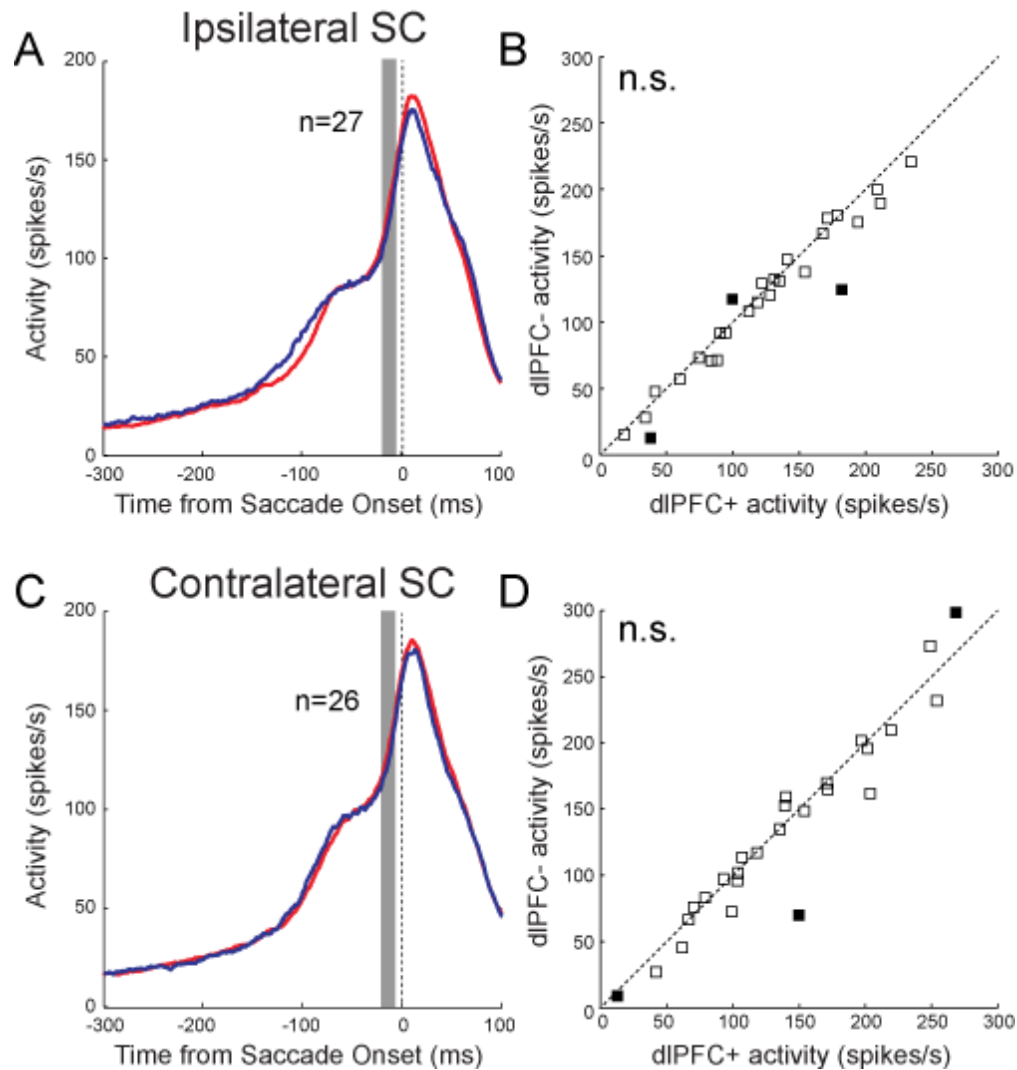 A
Ipsilateral SC
200
150
100
50
0
Activity (spikes/s)
n=27
-300
-200
-100
0
100
Time from Saccade Onset (ms)
B
n.s.
300
250
200
150
100
50
0
dlPFC- activity (spikes/s)
0
50
100
150
200
250
300
dlPFC+ activity (spikes/s)
C
Contralateral SC
200
150
100
50
0
Activity (spikes/s)
n=26
-300
-200
-100
0
100
Time from Saccade Onset (ms)
D
n.s.
300
250
200
150
100
50
0
dlPFC- activity (spikes/s)
0
50
100
150
200
250
300
dlPFC+ activity (spikes/s)